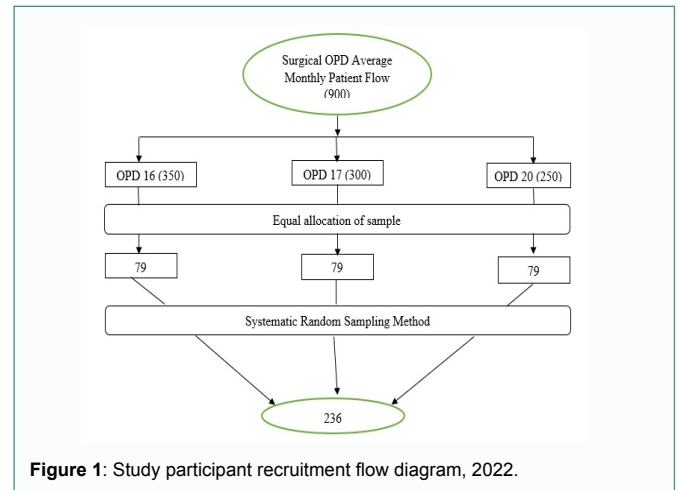 Surgical OPD Average
Monthly Patient Flow
(900)
OPD 16 (350)
OPD 17 (300)
OPD 20 (250)
Equal allocation of sample
79
79
79
Systematic Random Sampling Method
236
Figure 1: Study participant recruitment flow diagram, 2022.